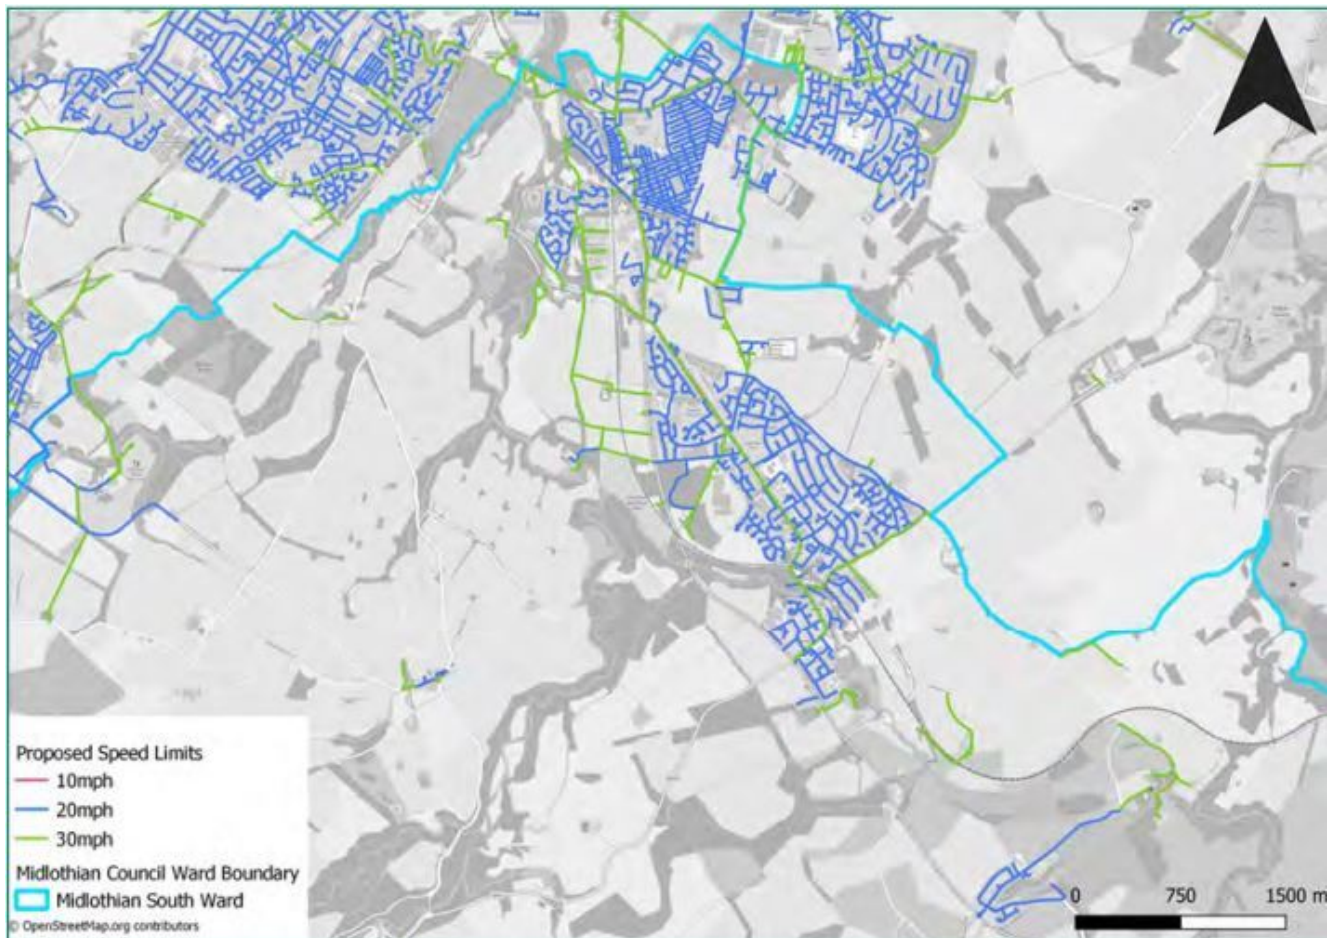 Proposed Speed Limits
10mph
20mph
30mph
Midlothian Council Ward Boundary
Midlothian South Ward
© OpenStreetMap.org contributors
0 750 1500 m